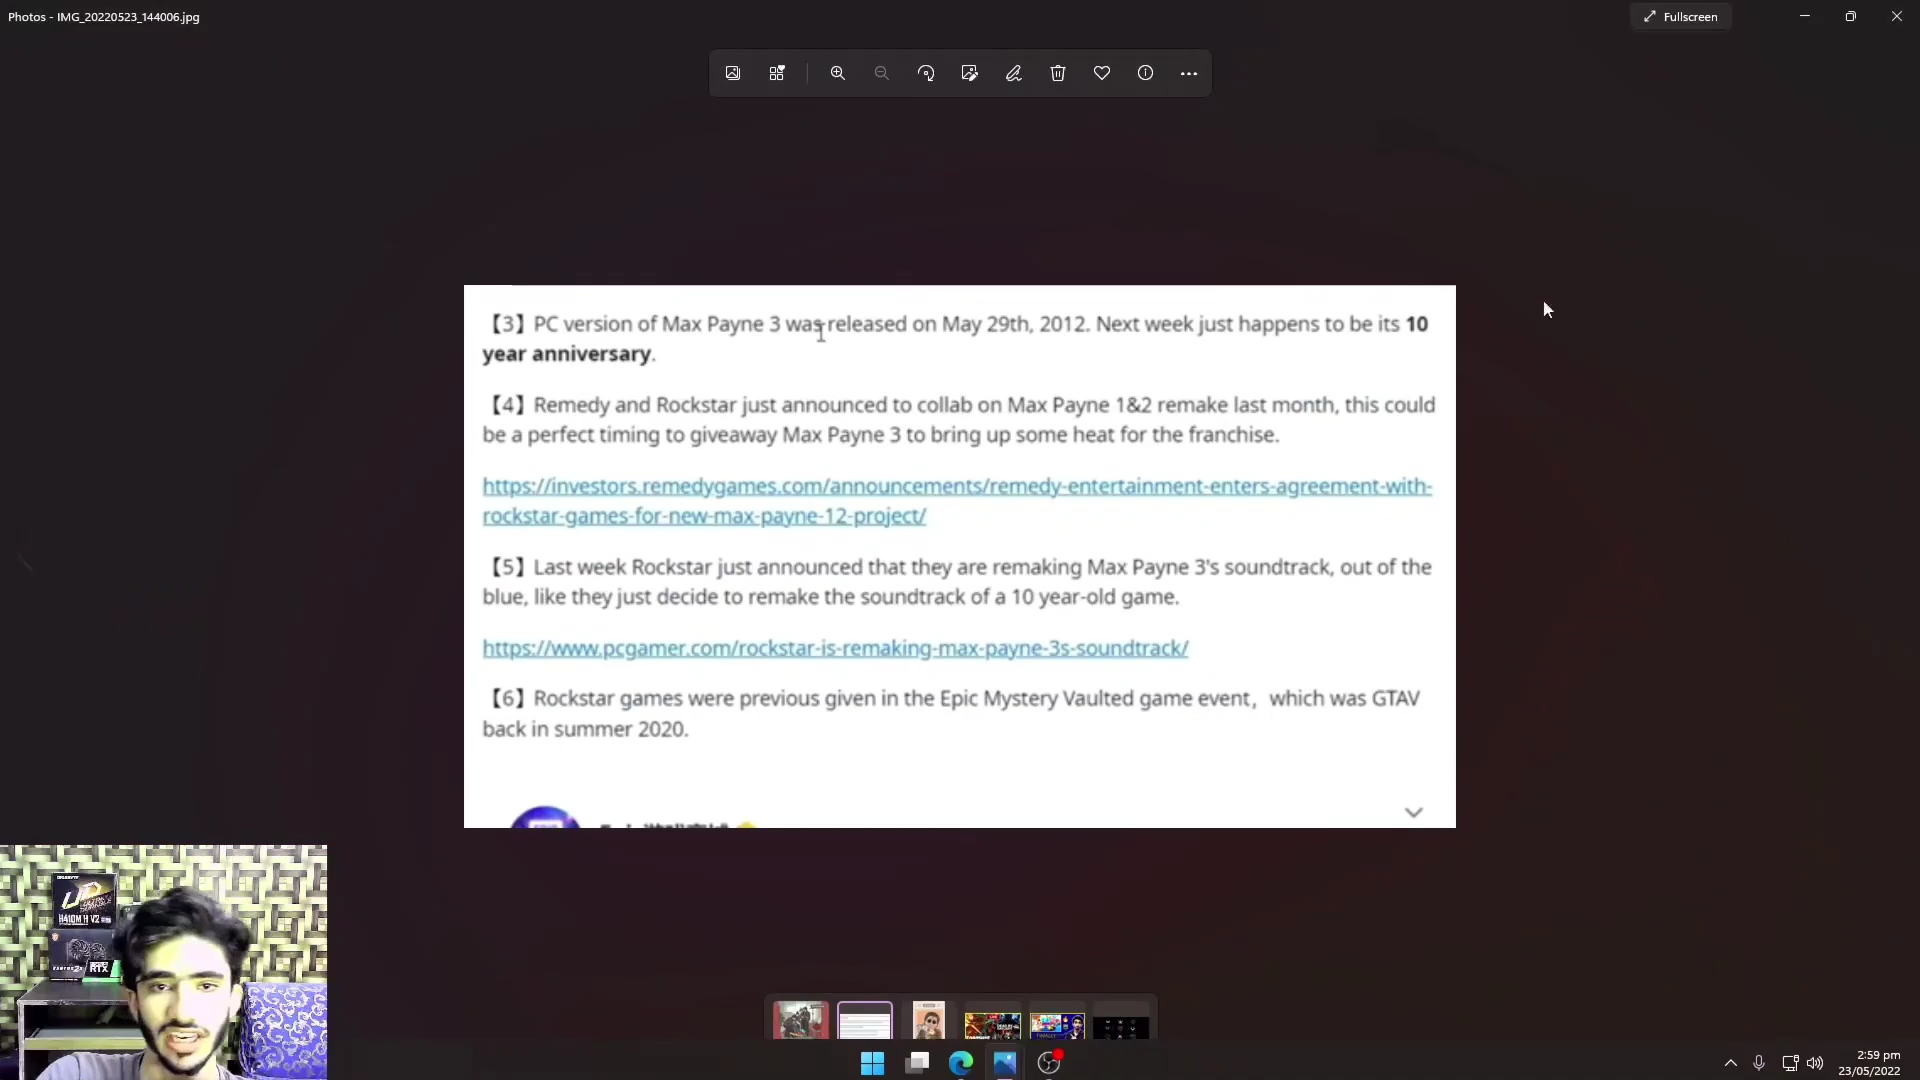 Photos - IMG_20220523_144006.jpg
Fullscreen
【3】PC version of Max Payne 3 was released on May 29th, 2012. Next week just happens to be its 10
year anniversary.
【4】Remedy and Rockstar just announced to collab on Max Payne 1&2 remake last month, this could
be a perfect timing to giveaway Max Payne 3 to bring up some heat for the franchise.
https://investors.remedygames.com/announcements/remedy-entertainment-enters-agreement-with-
rockstar-games-for-new-max-payne-12-project/
【5】Last week Rockstar just announced that they are remaking Max Payne 3's soundtrack, out of the
blue, like they just decide to remake the soundtrack of a 10 year-old game.
https://www.pcgamer.com/rockstar-is-remaking-max-payne-3s-soundtrack/
【6】Rockstar games were previous given in the Epic Mystery Vaulted game event，which was GTAV
back in summer 2020.
UD
H410M H V2
RTX
2:59 pm
23/05/2022